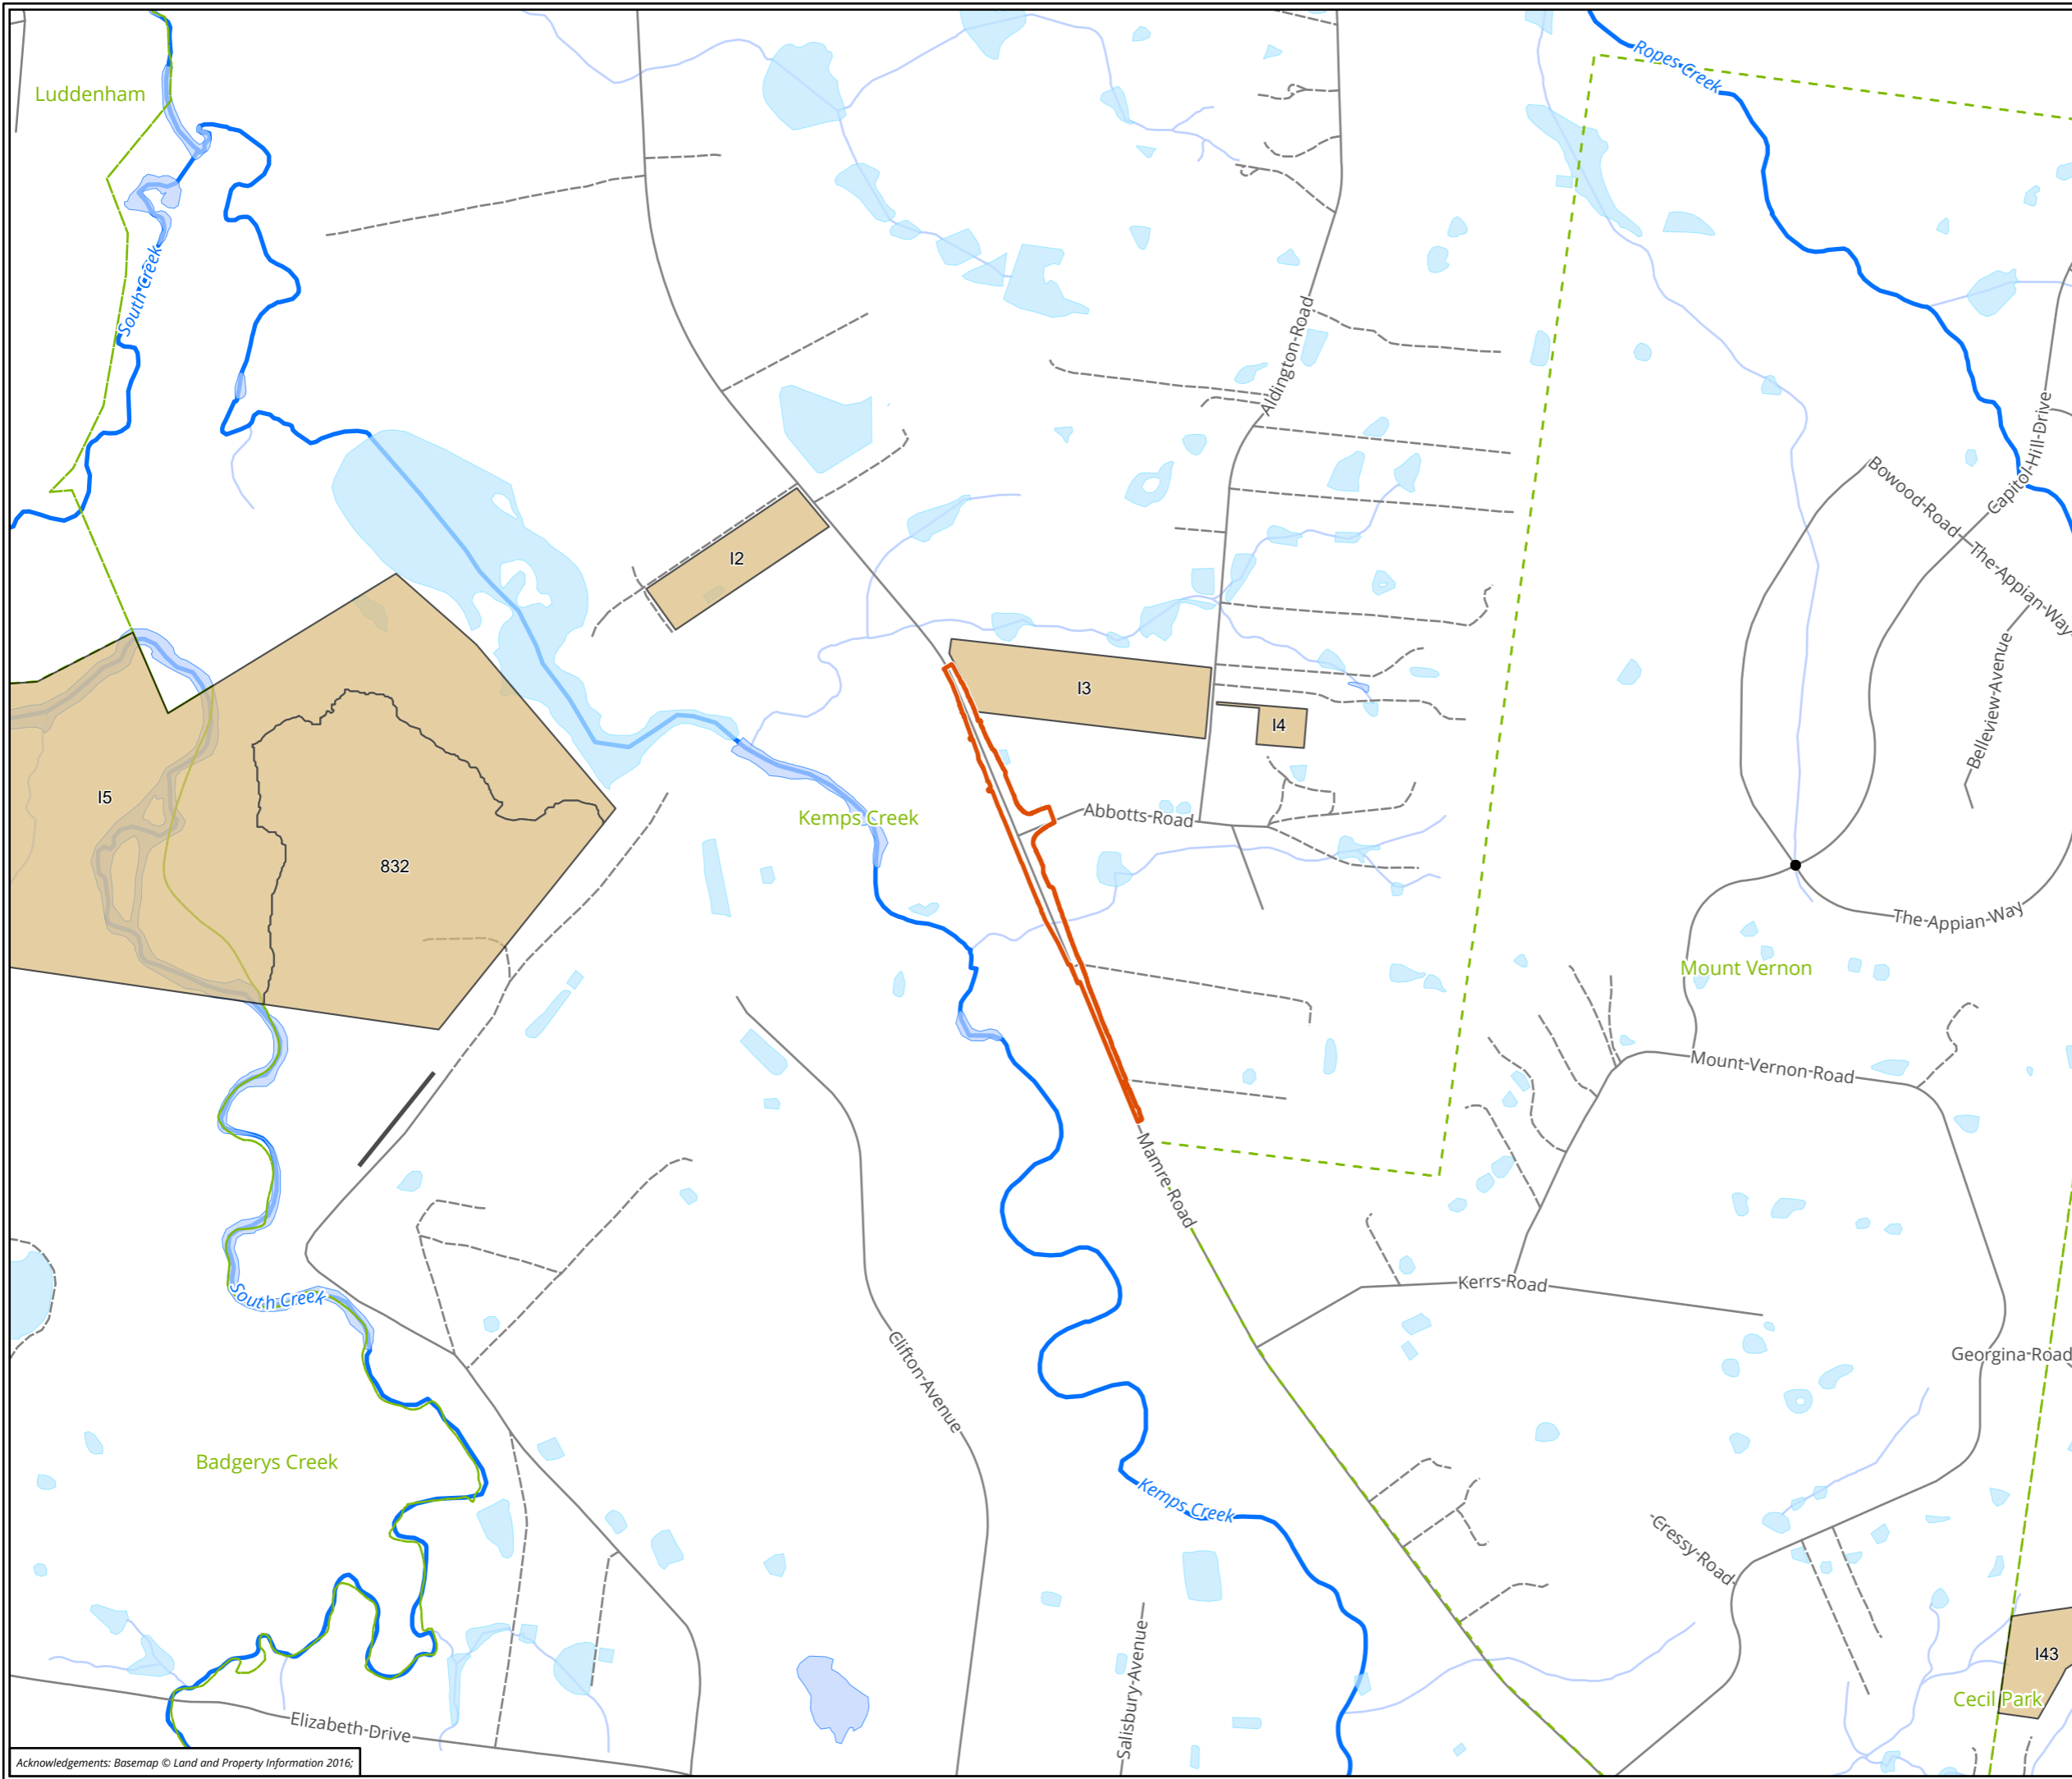 Ropes-Creek
Luddenham
South-Creek
Aldington-Road
Capitol-Hill-Drive
Bowood-Road
The-Appian-Way
I2
Belleview-Avenue
I3
I4
I5
Abbotts-Road
Kemps Creek
832
The-Appian-Way
Mount Vernon
Mount-Vernon-Road
Mamre-Road
Kerrs-Road
South Creek
Georgina-Road
Clifton-Avenue
Badgerys Creek
Kemps Creek
-Cressy-Road-
I43
Salisbury-Avenue
Cecil Park
Elizabeth-Drive
Acknowledgements: Basemap © Land and Property Information 2016;